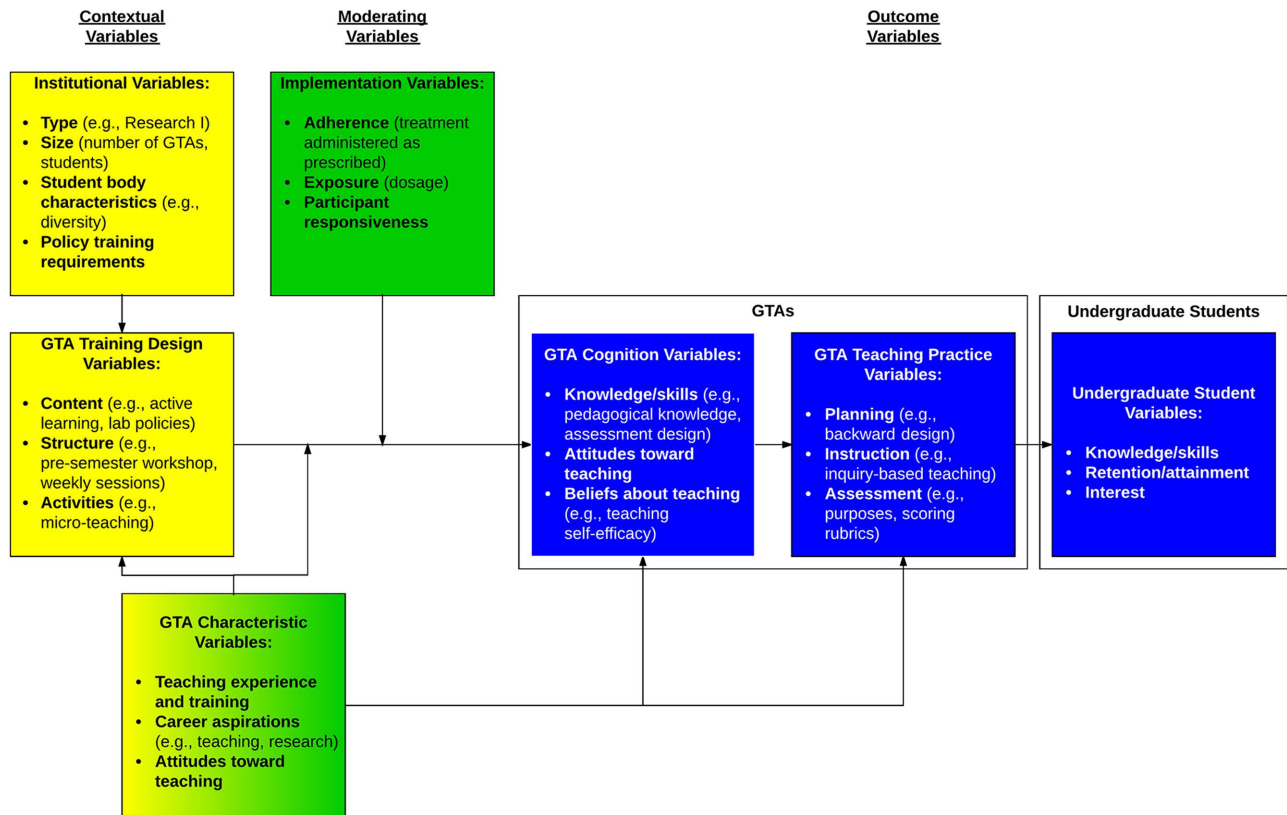 Contextual
Variables
Moderating
Variables
Outcome
Variables
Institutional Variables:
• Type (e.g., Research I)
• Size (number of GTAs,
students)
• Student body
characteristics (e.g.,
diversity)
• Policy training
requirements
Implementation Variables:
• Adherence (treatment
administered as
prescribed)
• Exposure (dosage)
• Participant
responsiveness
GTA Training Design
Variables:
• Content (e.g., active
learning, lab policies)
• Structure (e.g.,
pre-semester workshop,
weekly sessions)
• Activities (e.g.,
micro-teaching)
GTAs
GTA Cognition Variables:
• Knowledge/skills (e.g.,
pedagogical knowledge,
assessment design)
• Attitudes toward
teaching
• Beliefs about teaching
(e.g., teaching
self-efficacy)
GTA Teaching Practice
Variables:
• Planning (e.g.,
backward design)
• Instruction (e.g.,
inquiry-based teaching)
• Assessment (e.g.,
purposes, scoring
rubrics)
Undergraduate Students
Undergraduate Student
Variables:
• Knowledge/skills
• Retention/attainment
• Interest
GTA Characteristic
Variables:
• Teaching experience
and training
• Career aspirations
(e.g., teaching, research)
• Attitudes toward
teaching